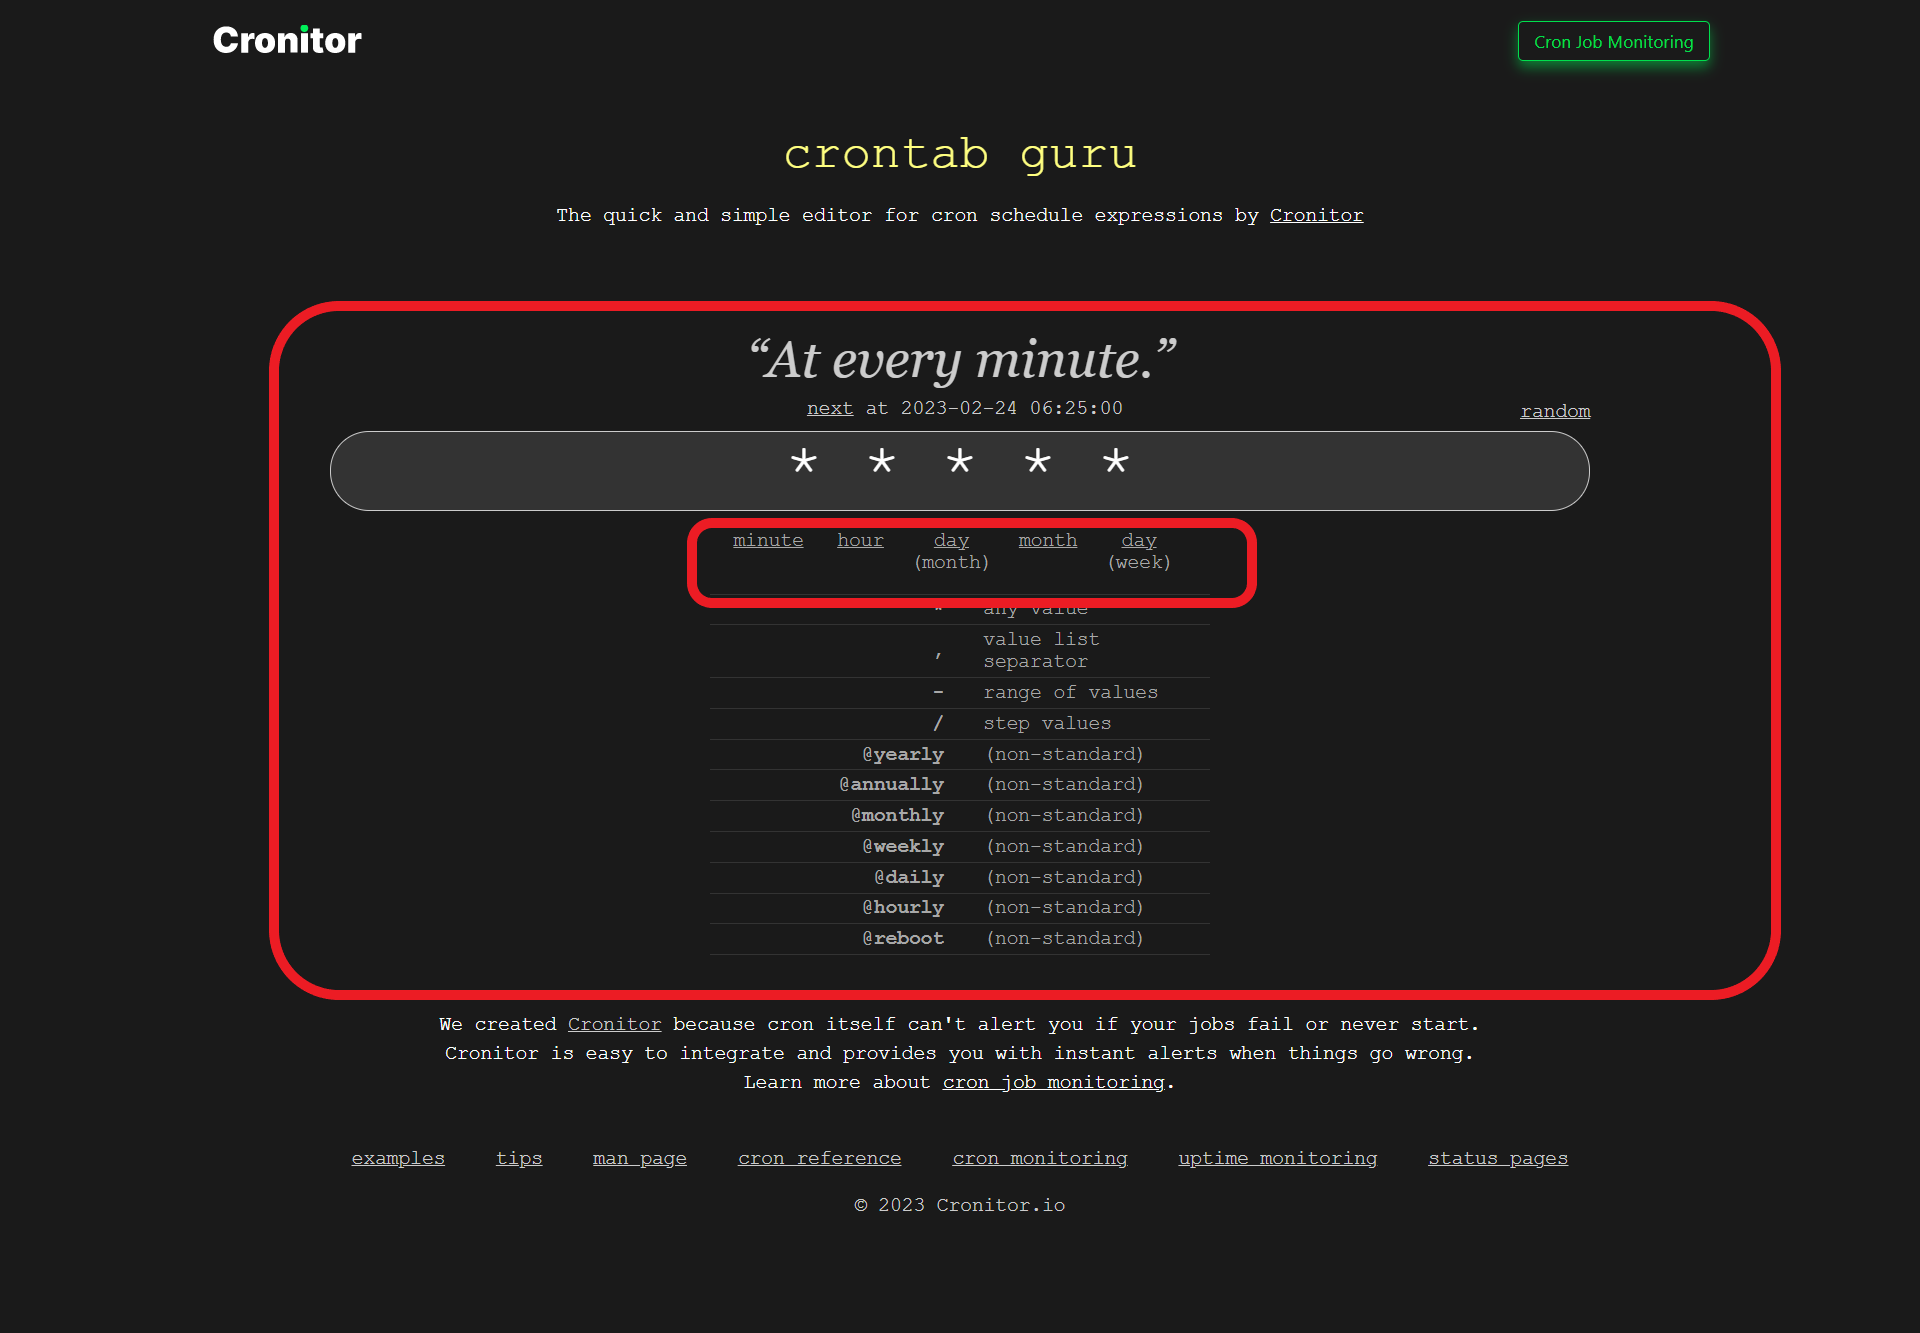 Cronitor
Cron Job Monitoring
crontab guru
The quick and simple editor for cron schedule expressions by Cronitor
“At every minute.”
next at 2023-02-24 06:25:00
random
* * * * *
minute hour day month day
(month) (week)
* any value
, value list
separator
- range of values
/ step values
@yearly (non-standard)
@annually (non-standard)
@monthly (non-standard)
@weekly (non-standard)
@daily (non-standard)
@hourly (non-standard)
@reboot (non-standard)
We created Cronitor because cron itself can't alert you if your jobs fail or never start.
Cronitor is easy to integrate and provides you with instant alerts when things go wrong.
Learn more about cron job monitoring.
examples tips man page cron reference cron monitoring uptime monitoring status pages
© 2023 Cronitor.io